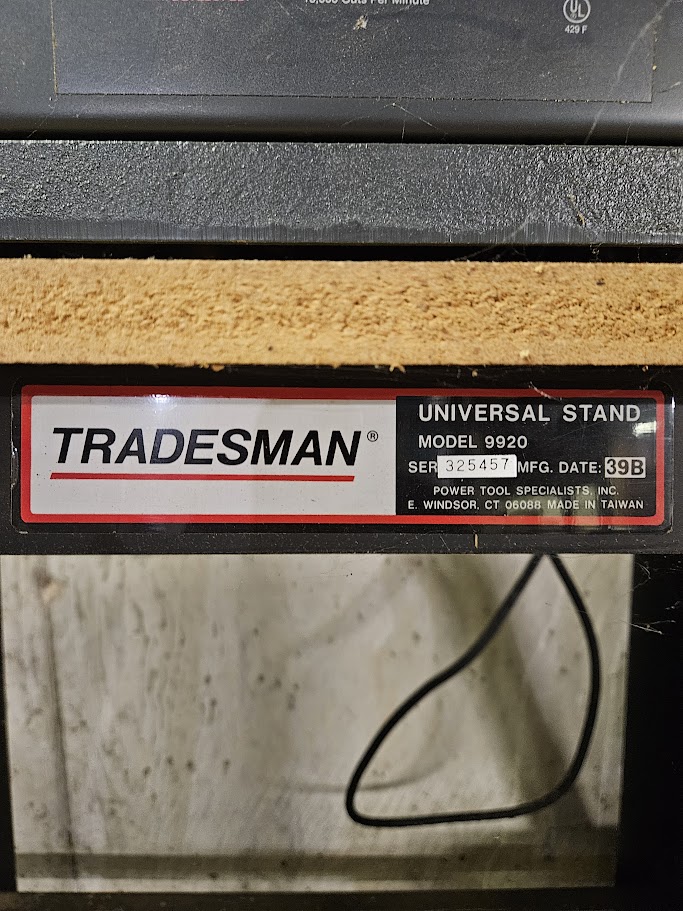 Cuts Per Minute
UL
429 F
TRADESMAN®
UNIVERSAL STAND
MODEL 9920
SER 325457 MFG. DATE: 39B
POWER TOOL SPECIALISTS, INC.
E. WINDSOR, CT 06088 MADE IN TAIWAN